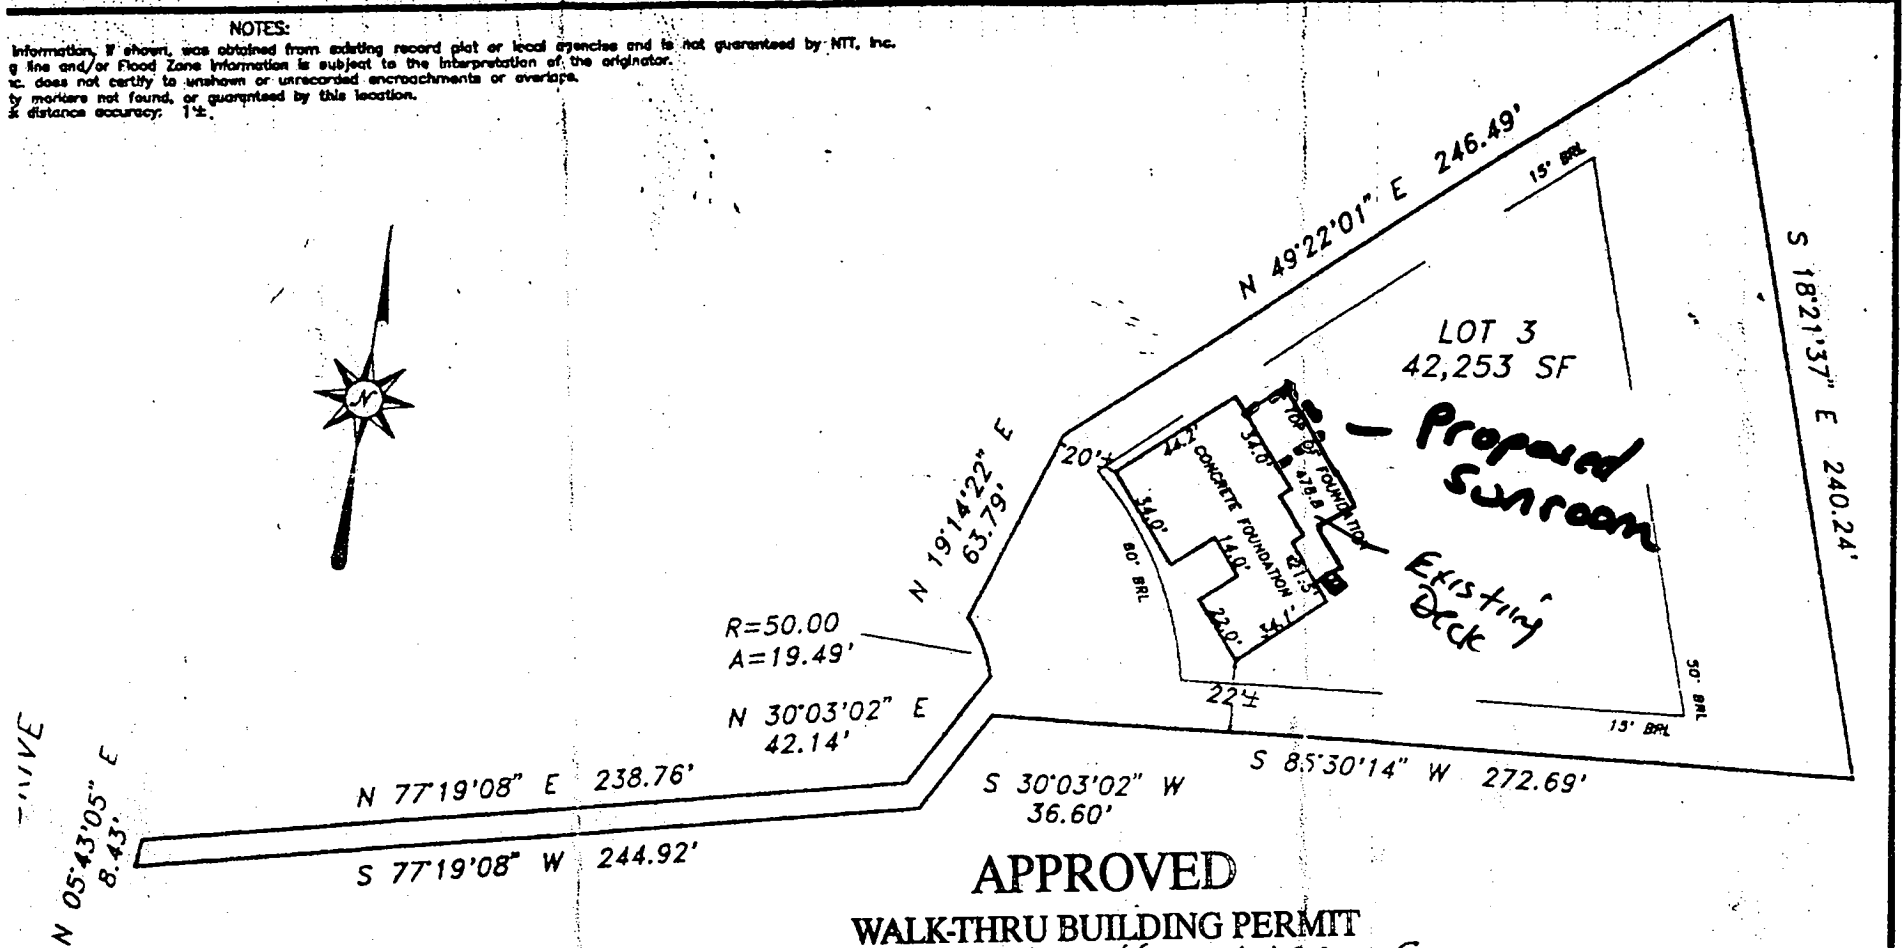 NOTES:
Information, if shown, was obtained from existing record plat or local agencies and is not guaranteed by NTT, Inc.
g line and/or Flood Zone information is subject to the interpretation of the originator.
c. does not certify to unshown or unrecorded encroachments or overlaps.
ty markers not found, or guaranteed by this location.
k distance accuracy: 1'±.
N 49°22'01" E 246.49'
15' BRL
S 18°21'37" E 240.24'
LOT 3
42,253 SF
N
Proposed
Sunroom
Existing
Deck
20'±
44.2'
34.0'
TOP OF FOUNDATION
478.8
CONCRETE FOUNDATION
34.0'
14.0'
21.5'
22.0'
34.1'
80' BRL
N 19°14'22" E
63.79'
R=50.00
A=19.49'
N 30°03'02" E
42.14'
22'±
50' BRL
15' BRL
N 77°19'08" E 238.76'
S 30°03'02" W
36.60'
S 85°30'14" W 272.69'
N 05°43'05" E
8.43'
S 77°19'08" W 244.92'
APPROVED
WALK-THRU BUILDING PERMIT